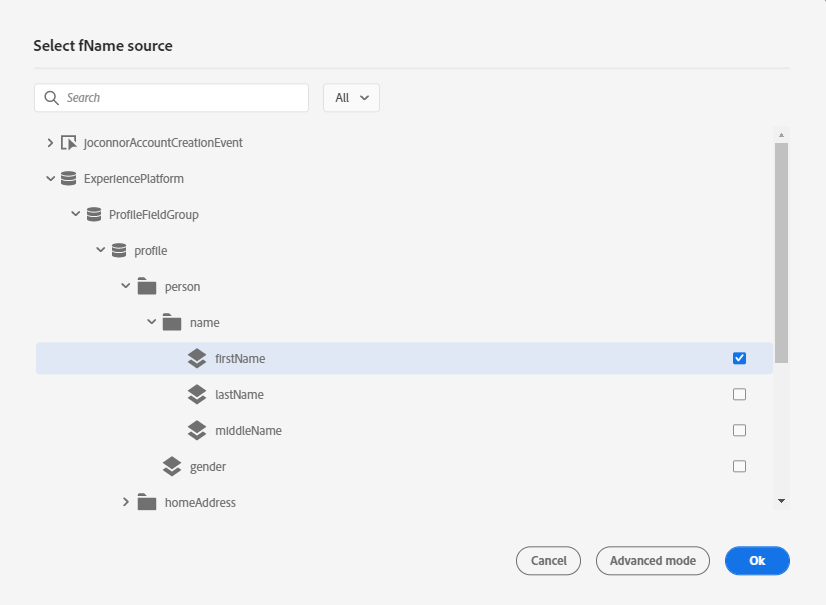 Select fName source
Search
All
JoconnorAccountCreationEvent
ExperiencePlatform
ProfileFieldGroup
profile
person
name
firstName
lastName
middleName
gender
homeAddress
Cancel Advanced mode Ok